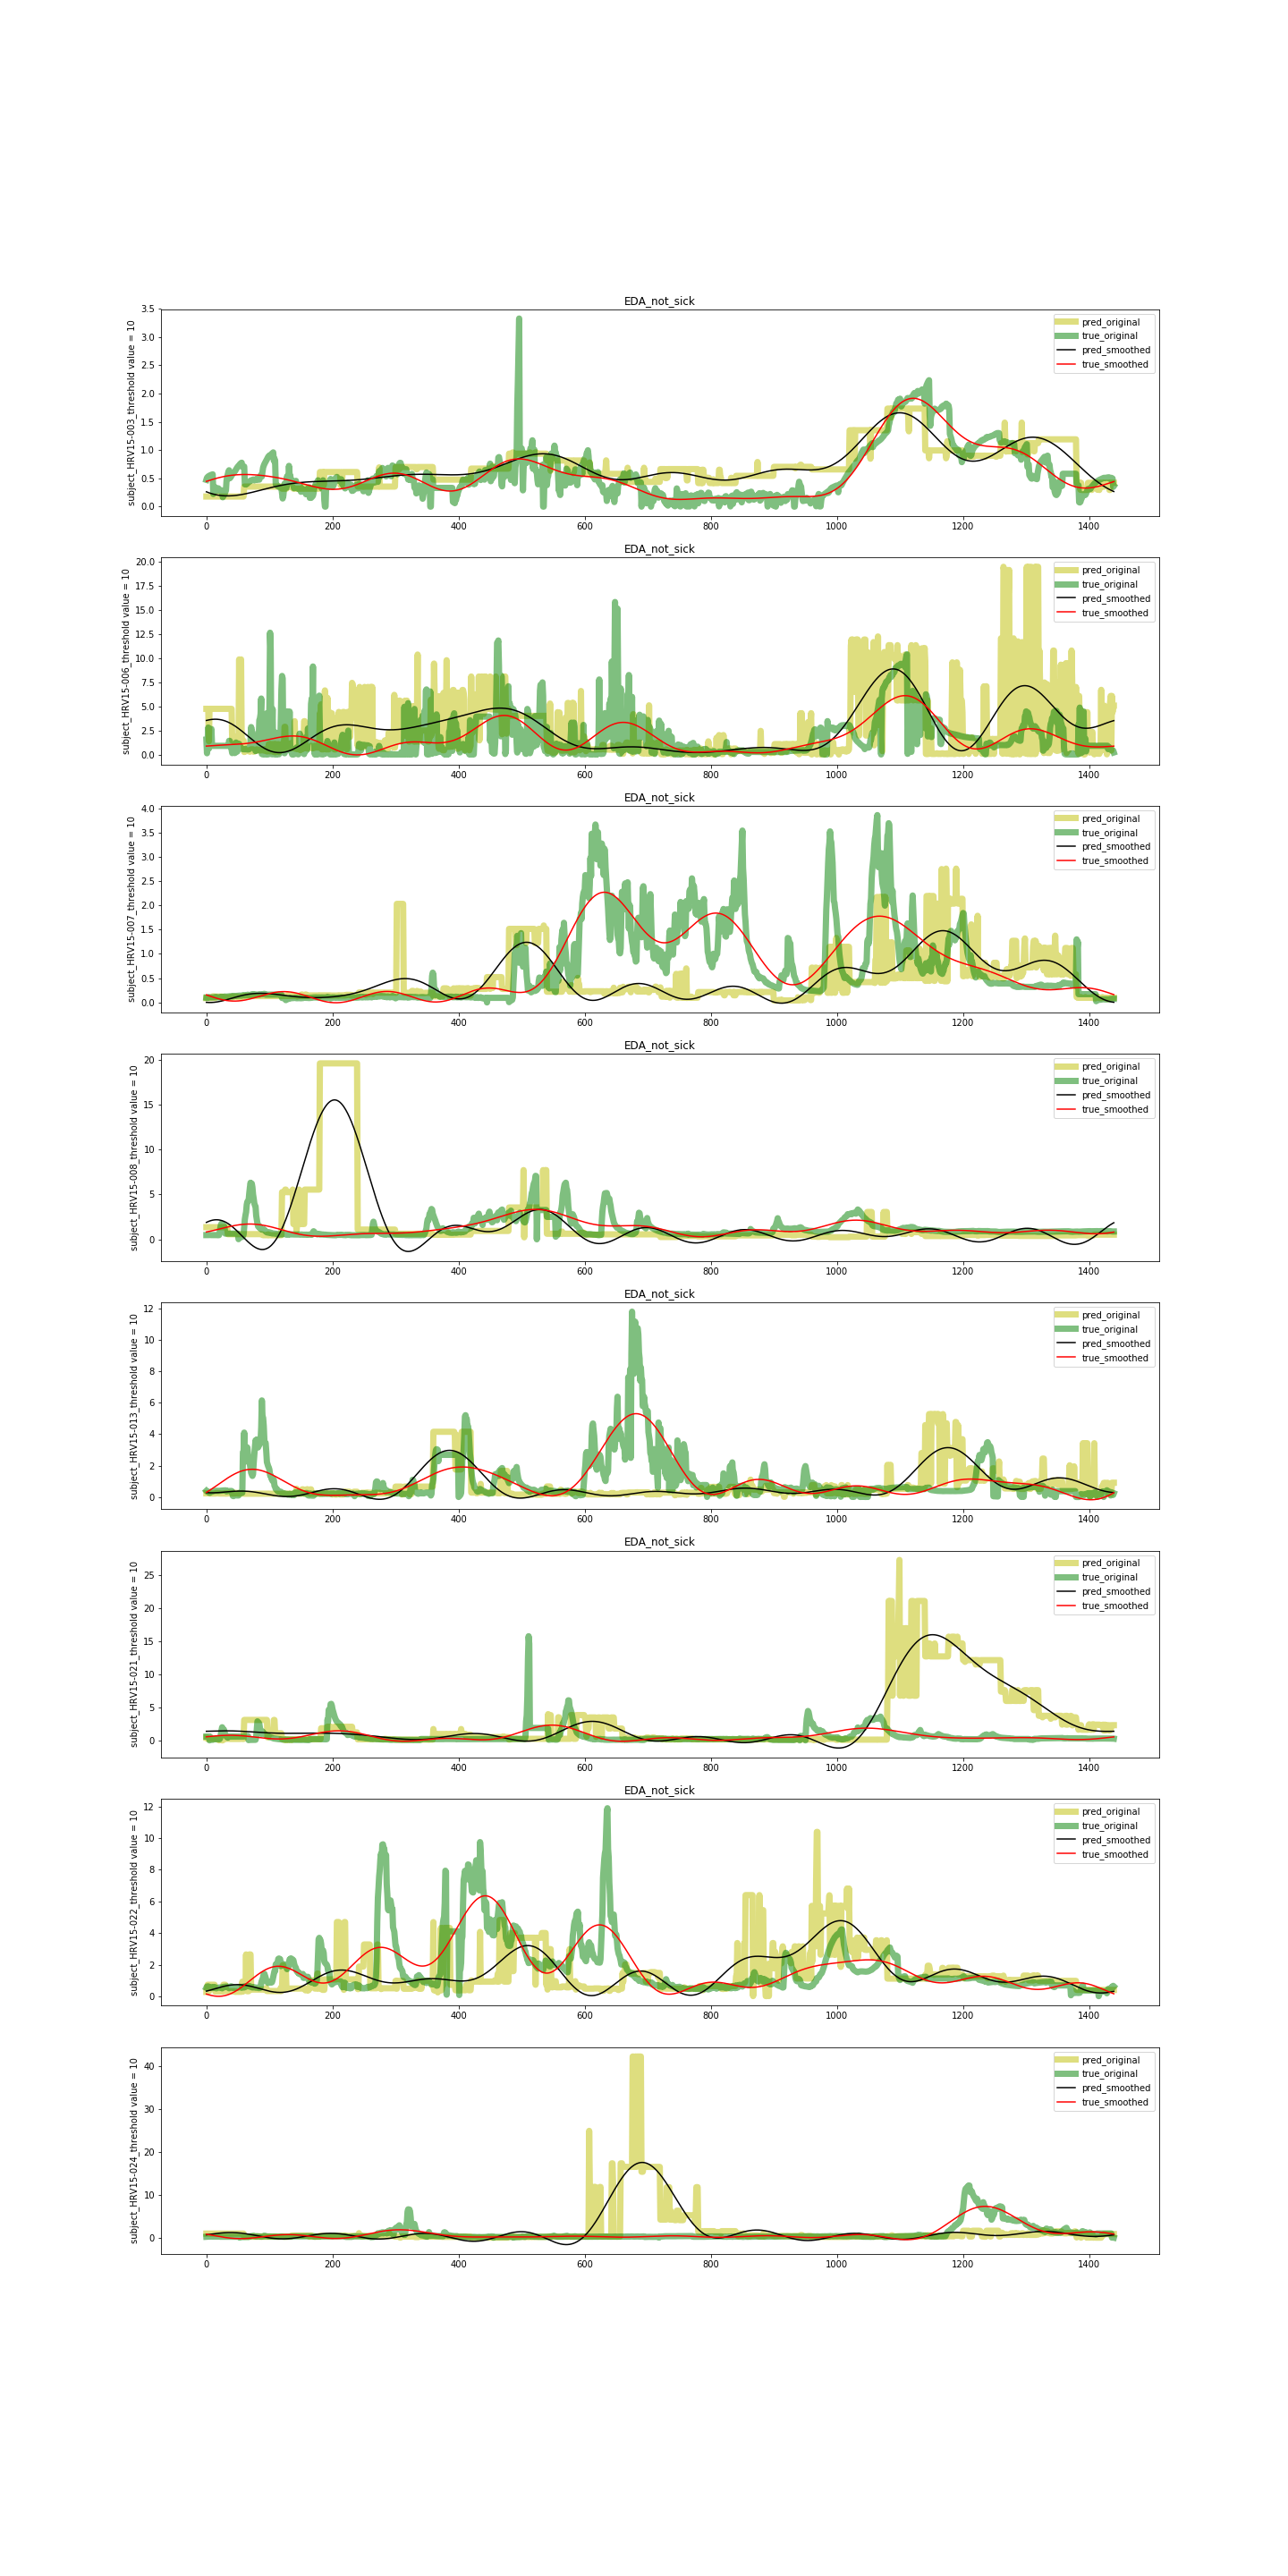 EDA_not_sick
subject_HRV15-003_threshold value = 10
3.5
3.0
2.5
2.0
1.5
1.0
0.5
0.0
pred_original
true_original
pred_smoothed
true_smoothed
0 200 400 600 800 1000 1200 1400
EDA_not_sick
subject_HRV15-006_threshold value = 10
20.0
17.5
15.0
12.5
10.0
7.5
5.0
2.5
0.0
pred_original
true_original
pred_smoothed
true_smoothed
0 200 400 600 800 1000 1200 1400
EDA_not_sick
subject_HRV15-007_threshold value = 10
4.0
3.5
3.0
2.5
2.0
1.5
1.0
0.5
0.0
pred_original
true_original
pred_smoothed
true_smoothed
0 200 400 600 800 1000 1200 1400
EDA_not_sick
subject_HRV15-008_threshold value = 10
20
15
10
5
0
pred_original
true_original
pred_smoothed
true_smoothed
0 200 400 600 800 1000 1200 1400
EDA_not_sick
subject_HRV15-013_threshold value = 10
12
10
8
6
4
2
0
pred_original
true_original
pred_smoothed
true_smoothed
0 200 400 600 800 1000 1200 1400
EDA_not_sick
subject_HRV15-021_threshold value = 10
25
20
15
10
5
0
pred_original
true_original
pred_smoothed
true_smoothed
0 200 400 600 800 1000 1200 1400
EDA_not_sick
subject_HRV15-022_threshold value = 10
12
10
8
6
4
2
0
pred_original
true_original
pred_smoothed
true_smoothed
0 200 400 600 800 1000 1200 1400
subject_HRV15-024_threshold value = 10
40
30
20
10
0
pred_original
true_original
pred_smoothed
true_smoothed
0 200 400 600 800 1000 1200 1400